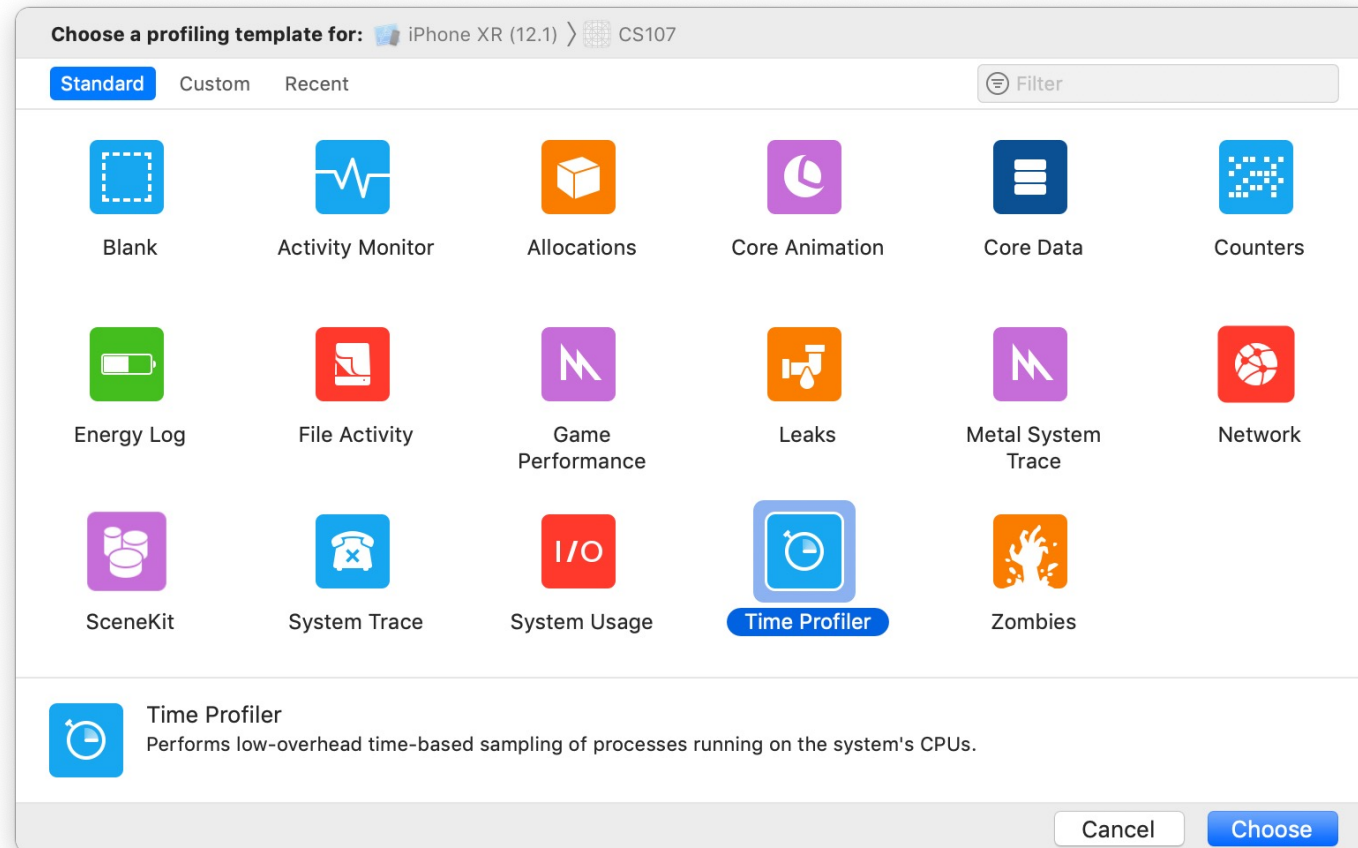 Choose a profiling template for: iPhone XR (12.1) 〉 CS107
Standard Custom Recent Filter
Blank Activity Monitor Allocations Core Animation Core Data Counters
Energy Log File Activity Game Performance Leaks Metal System Trace Network
I/O
SceneKit System Trace System Usage Time Profiler Zombies
Time Profiler
Performs low-overhead time-based sampling of processes running on the system's CPUs.
Cancel Choose